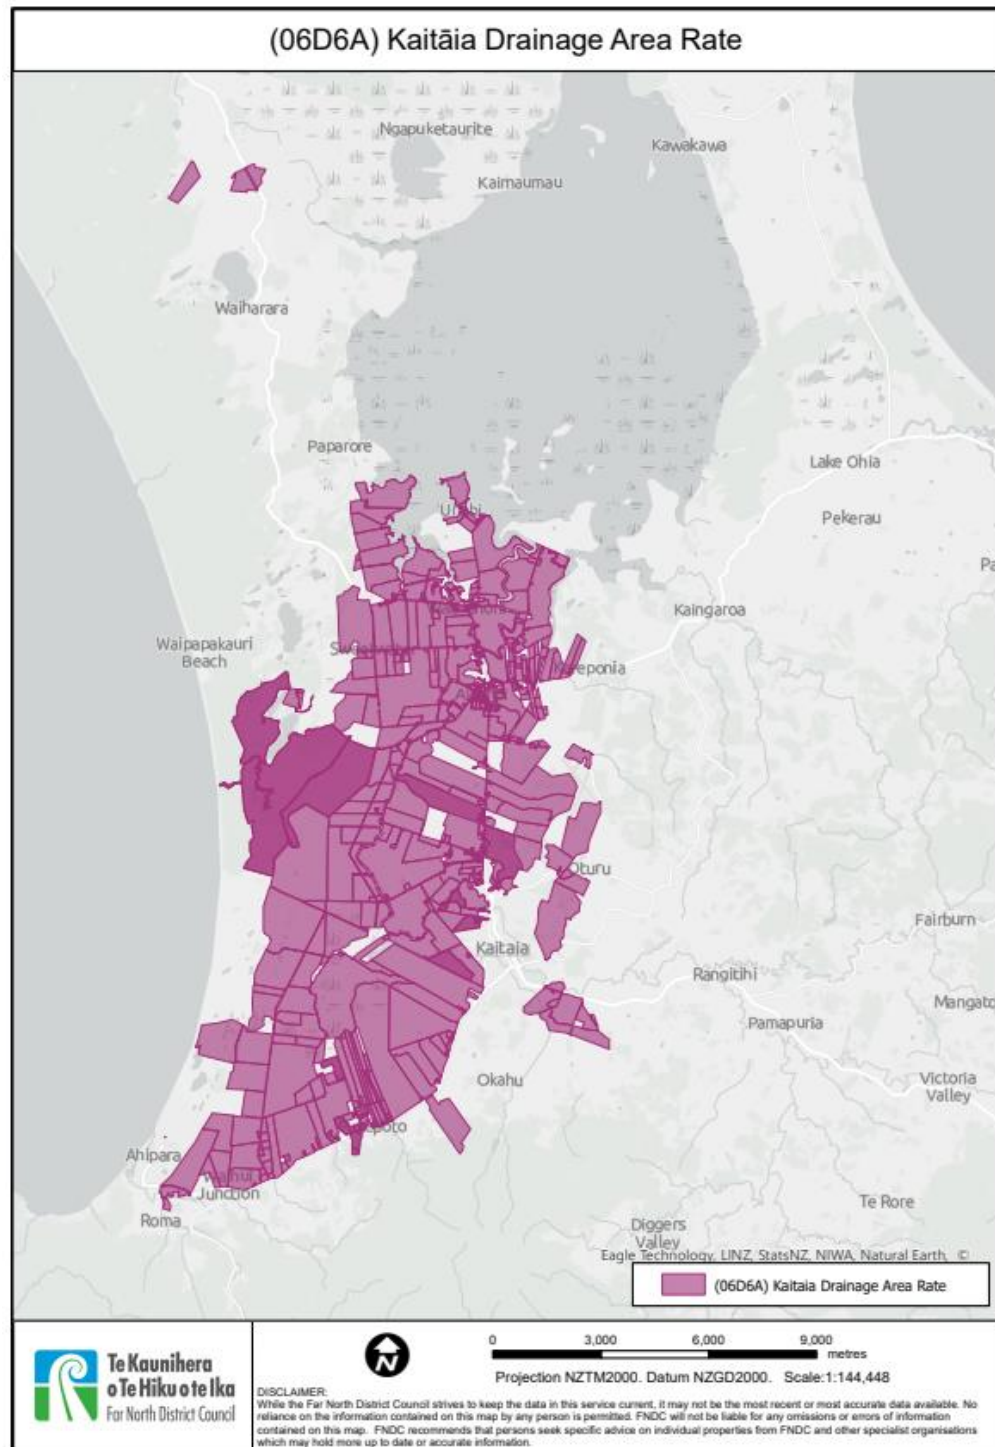 (06D6A) Kaitāia Drainage Area Rate
Ngapuketaurite
Kawakawa
Kaimaumau
Waiharara
Paparore
Lake Ohia
Pekerau
Pa
Kaingaroa
Waipapakauri
Beach
Oturu
Fairburn
Kaitaia
Rangitihi
Mangato
Pamapuria
Okahu
Victoria
Valley
Ahipara
Junction
Te Rore
Roma
Diggers
Valley
Eagle Technology, LINZ, StatsNZ, NIWA, Natural Earth, ©
(06D6A) Kaitaia Drainage Area Rate
Te Kaunihera
o Te Hiku o te Ika
Far North District Council
N
0 3,000 6,000 9,000
metres
Projection NZTM2000. Datum NZGD2000. Scale:1:144,448
DISCLAIMER:
While the Far North District Council strives to keep the data in this service current, it may not be the most recent or most accurate data available. No
reliance on the information contained on this map by any person is permitted. FNDC will not be liable for any omissions or errors of information
contained on this map. FNDC recommends that persons seek specific advice on individual properties from FNDC and other specialist organisations
which may hold more up to date or accurate information.